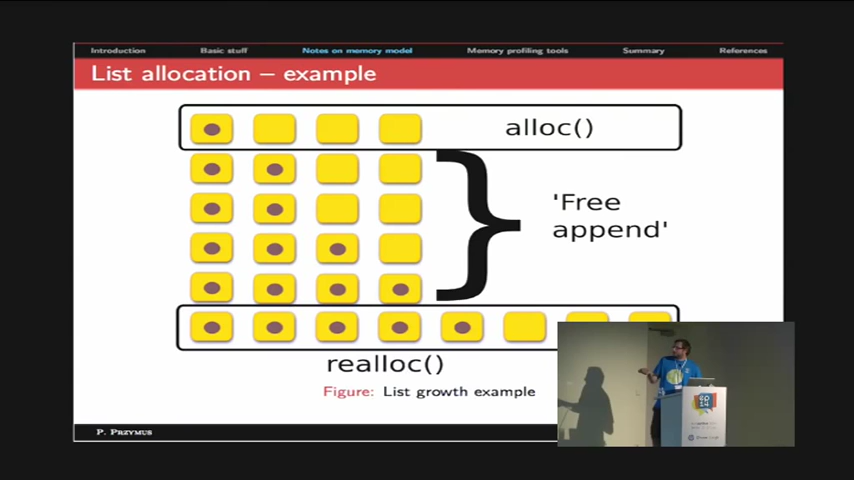 Introduction Basic stuff Notes on memory model Memory profiling tools Summary References
List allocation – example
alloc()
'Free
append'
realloc()
Figure: List growth example
P. Przymus